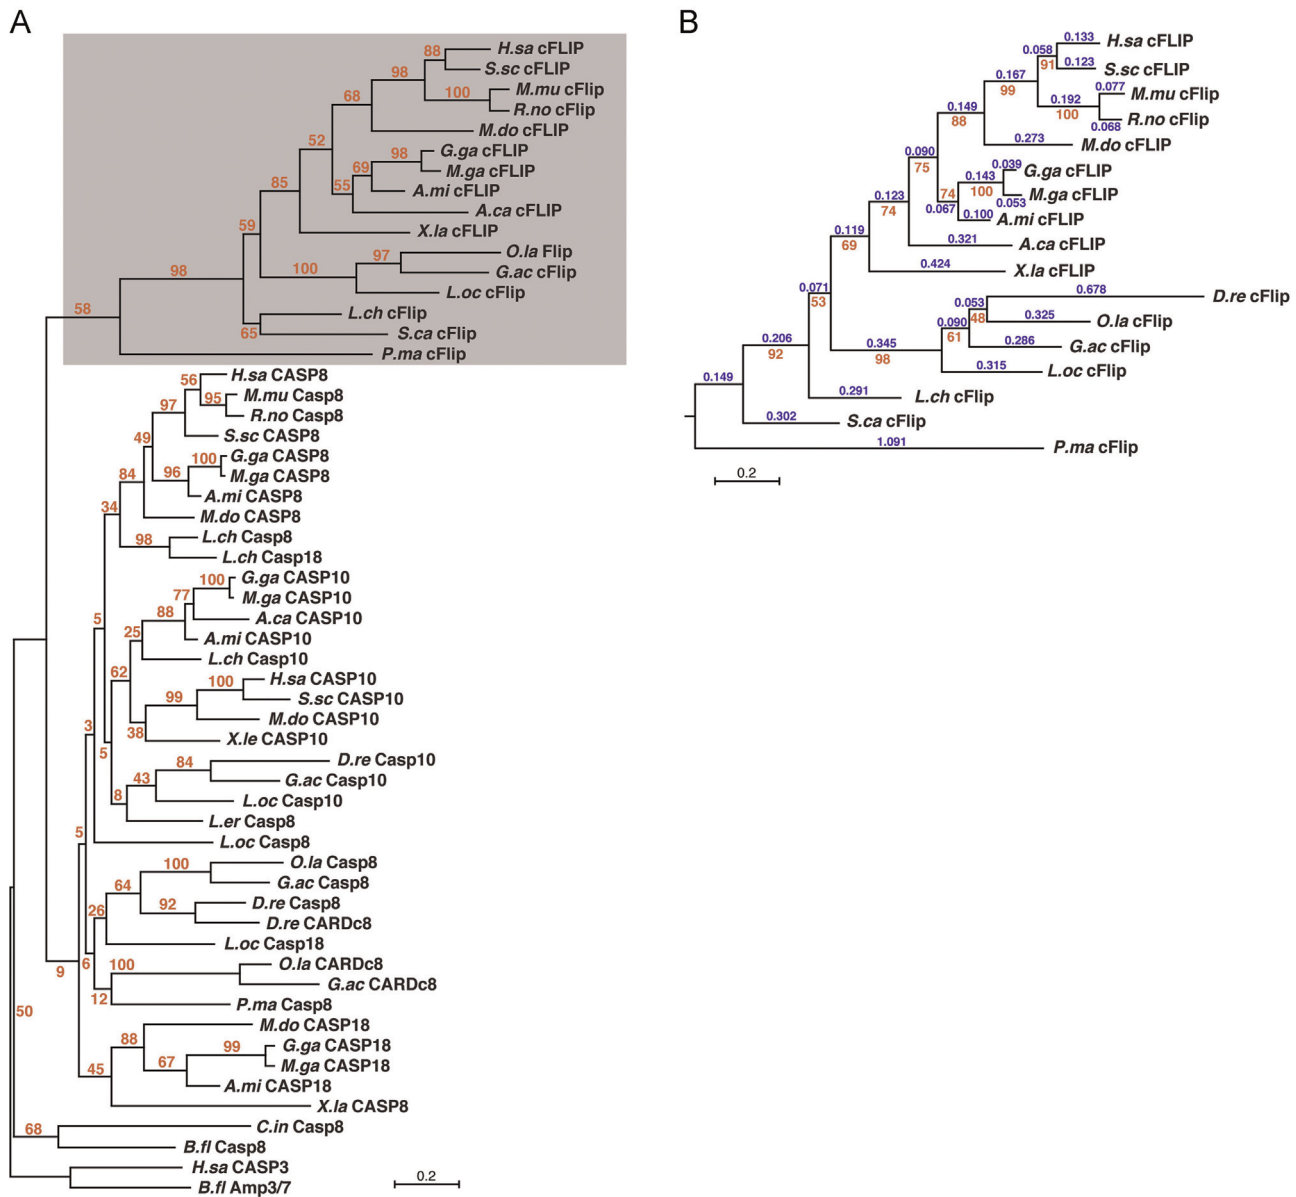 A
88
H.sa cFLIP
98
S.sc cFLIP
100
M.mu cFlip
68
R.no cFlip
M.do cFLIP
52
98
G.ga cFLIP
69
M.ga cFLIP
85
55
A.mi cFLIP
A.ca cFLIP
59
X.la cFLIP
97
O.la Flip
98
100
G.ac cFlip
L.oc cFlip
58
L.ch cFlip
65
S.ca cFlip
P.ma cFlip
56
H.sa CASP8
97
95
M.mu Casp8
R.no Casp8
49
S.sc CASP8
100
G.ga CASP8
84
96
M.ga CASP8
A.mi CASP8
34
M.do CASP8
98
L.ch Casp8
L.ch Casp18
100
G.ga CASP10
77
M.ga CASP10
5
88
A.ca CASP10
25
A.mi CASP10
L.ch Casp10
62
100
H.sa CASP10
99
S.sc CASP10
M.do CASP10
3
38
X.le CASP10
5
84
D.re Casp10
43
G.ac Casp10
8
L.oc Casp10
L.er Casp8
5
L.oc Casp8
100
O.la Casp8
64
G.ac Casp8
92
D.re Casp8
26
D.re CARDc8
L.oc Casp18
9
6
100
O.la CARDc8
12
G.ac CARDc8
P.ma Casp8
50
M.do CASP18
88
99
G.ga CASP18
67
M.ga CASP18
45
A.mi CASP18
X.la CASP8
68
C.in Casp8
B.fl Casp8
H.sa CASP3
B.fl Amp3/7
0.2
B
0.133
H.sa cFLIP
0.058
91
0.123
S.sc cFLIP
0.167
99
0.077
M.mu cFlip
0.192
100
0.068
R.no cFlip
0.149
88
0.273
M.do cFLIP
0.090
75
0.039
G.ga cFLIP
0.143
100
0.053
M.ga cFLIP
74
0.067
0.100
A.mi cFLIP
0.123
74
0.321
A.ca cFLIP
0.119
69
0.424
X.la cFLIP
0.071
53
0.678
D.re cFlip
0.053
48
0.325
O.la cFlip
0.090
61
0.286
G.ac cFlip
0.345
98
0.315
L.oc cFlip
0.206
92
0.291
L.ch cFlip
0.149
0.302
S.ca cFlip
1.091
P.ma cFlip
0.2